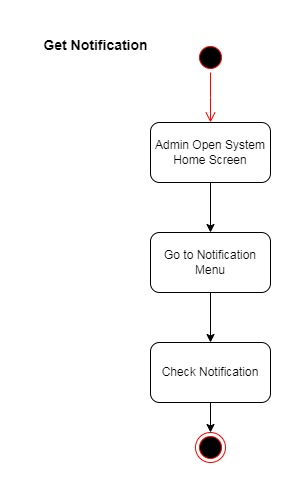 Get Notification
Admin Open System
Home Screen
Go to Notification
Menu
Check Notification